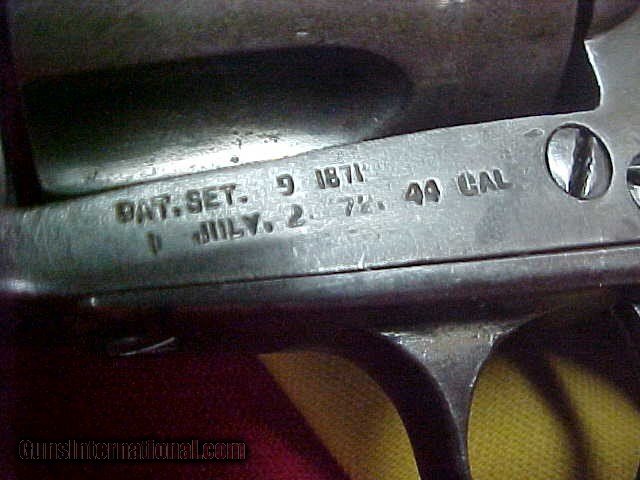 PAT. SET. 9 1871
I JULY. 2 72. 44 CAL
GunsInternational.com